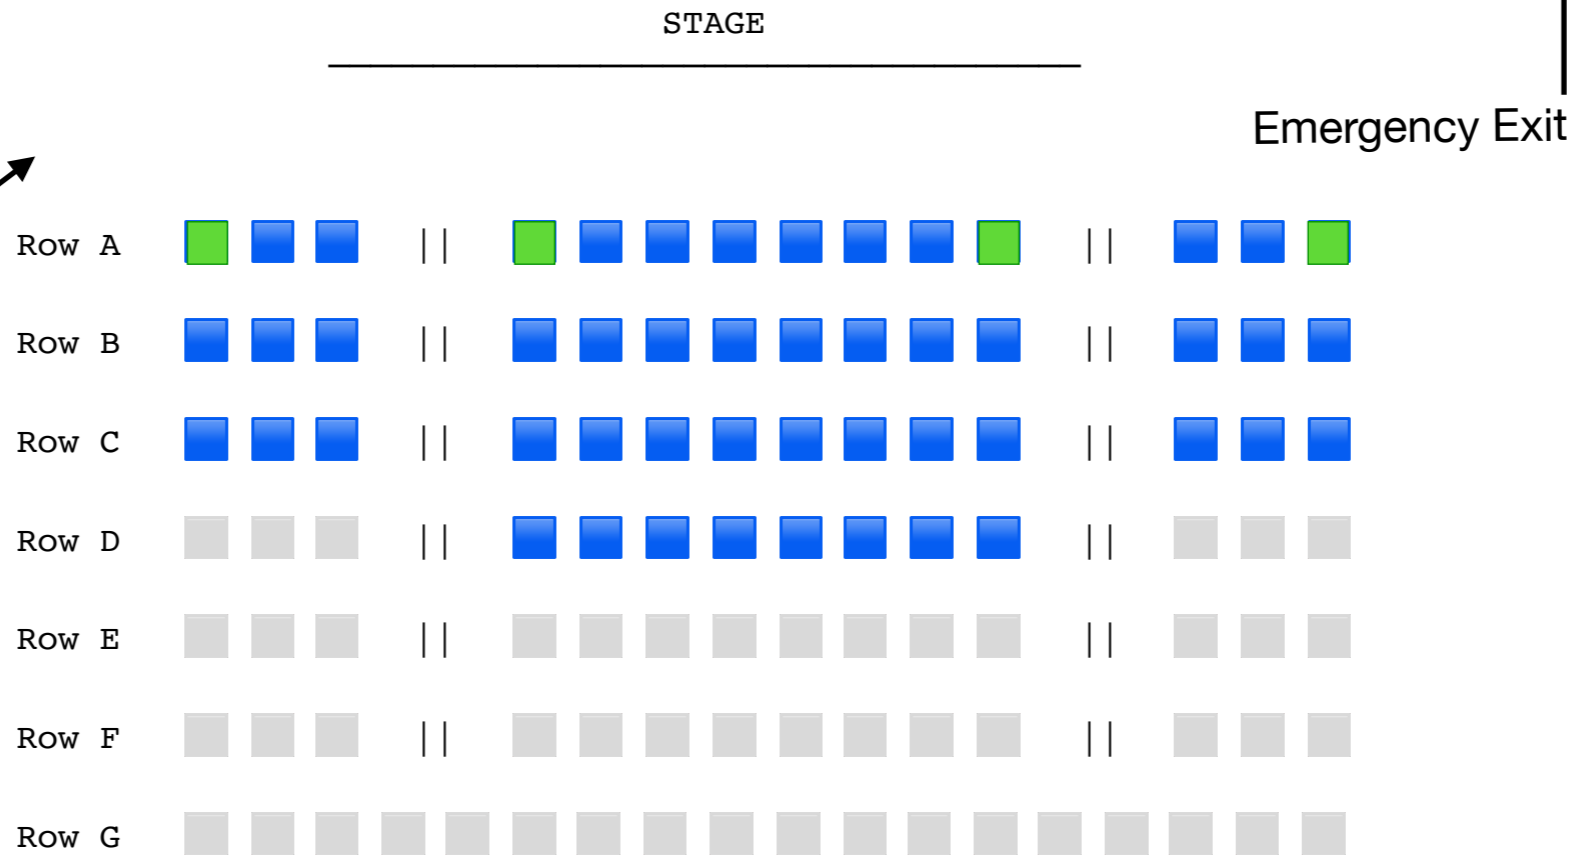 STAGE
Emergency Exit
Row A || ||
Row B || ||
Row C || ||
Row D || ||
Row E || ||
Row F || ||
Row G